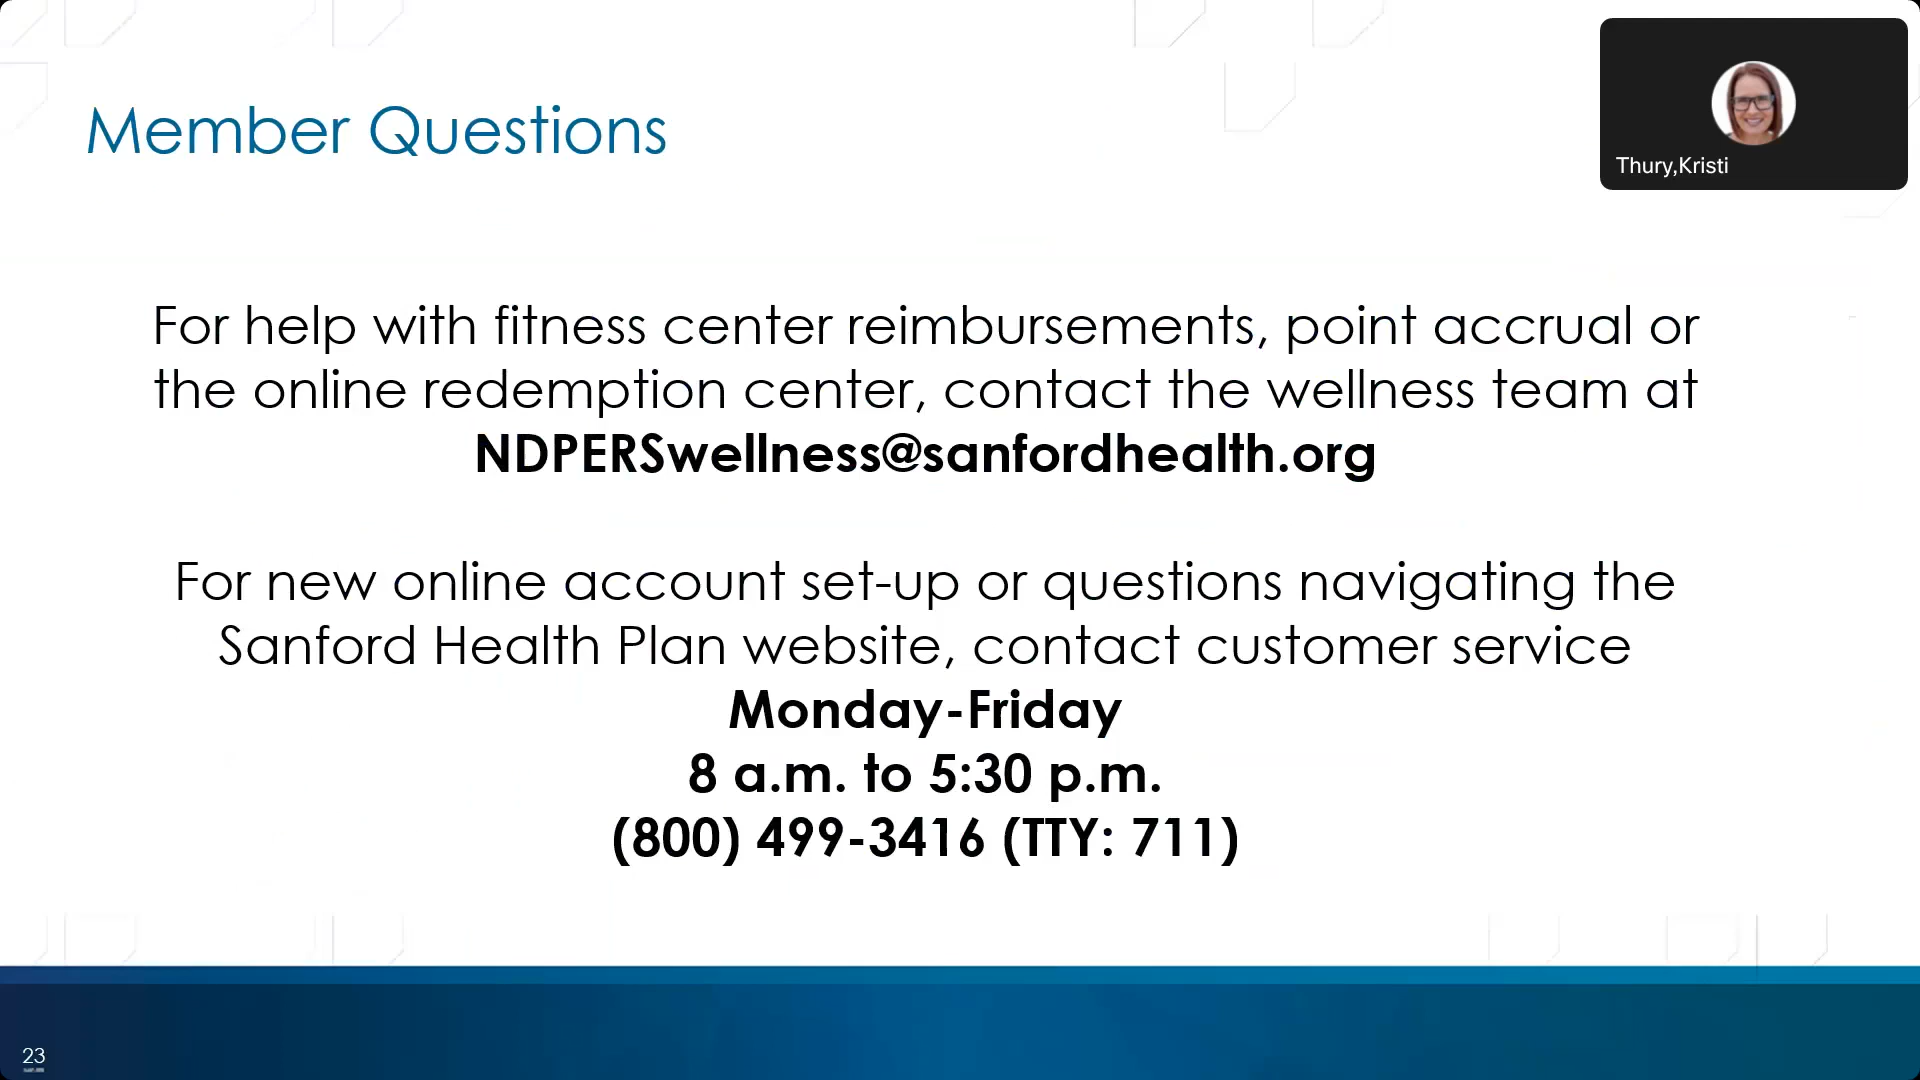 Member Questions
Thury,Kristi
For help with fitness center reimbursements, point accrual or
the online redemption center, contact the wellness team at
NDPERSwellness@sanfordhealth.org
For new online account set-up or questions navigating the
Sanford Health Plan website, contact customer service
Monday-Friday
8 a.m. to 5:30 p.m.
(800) 499-3416 (TTY: 711)
23